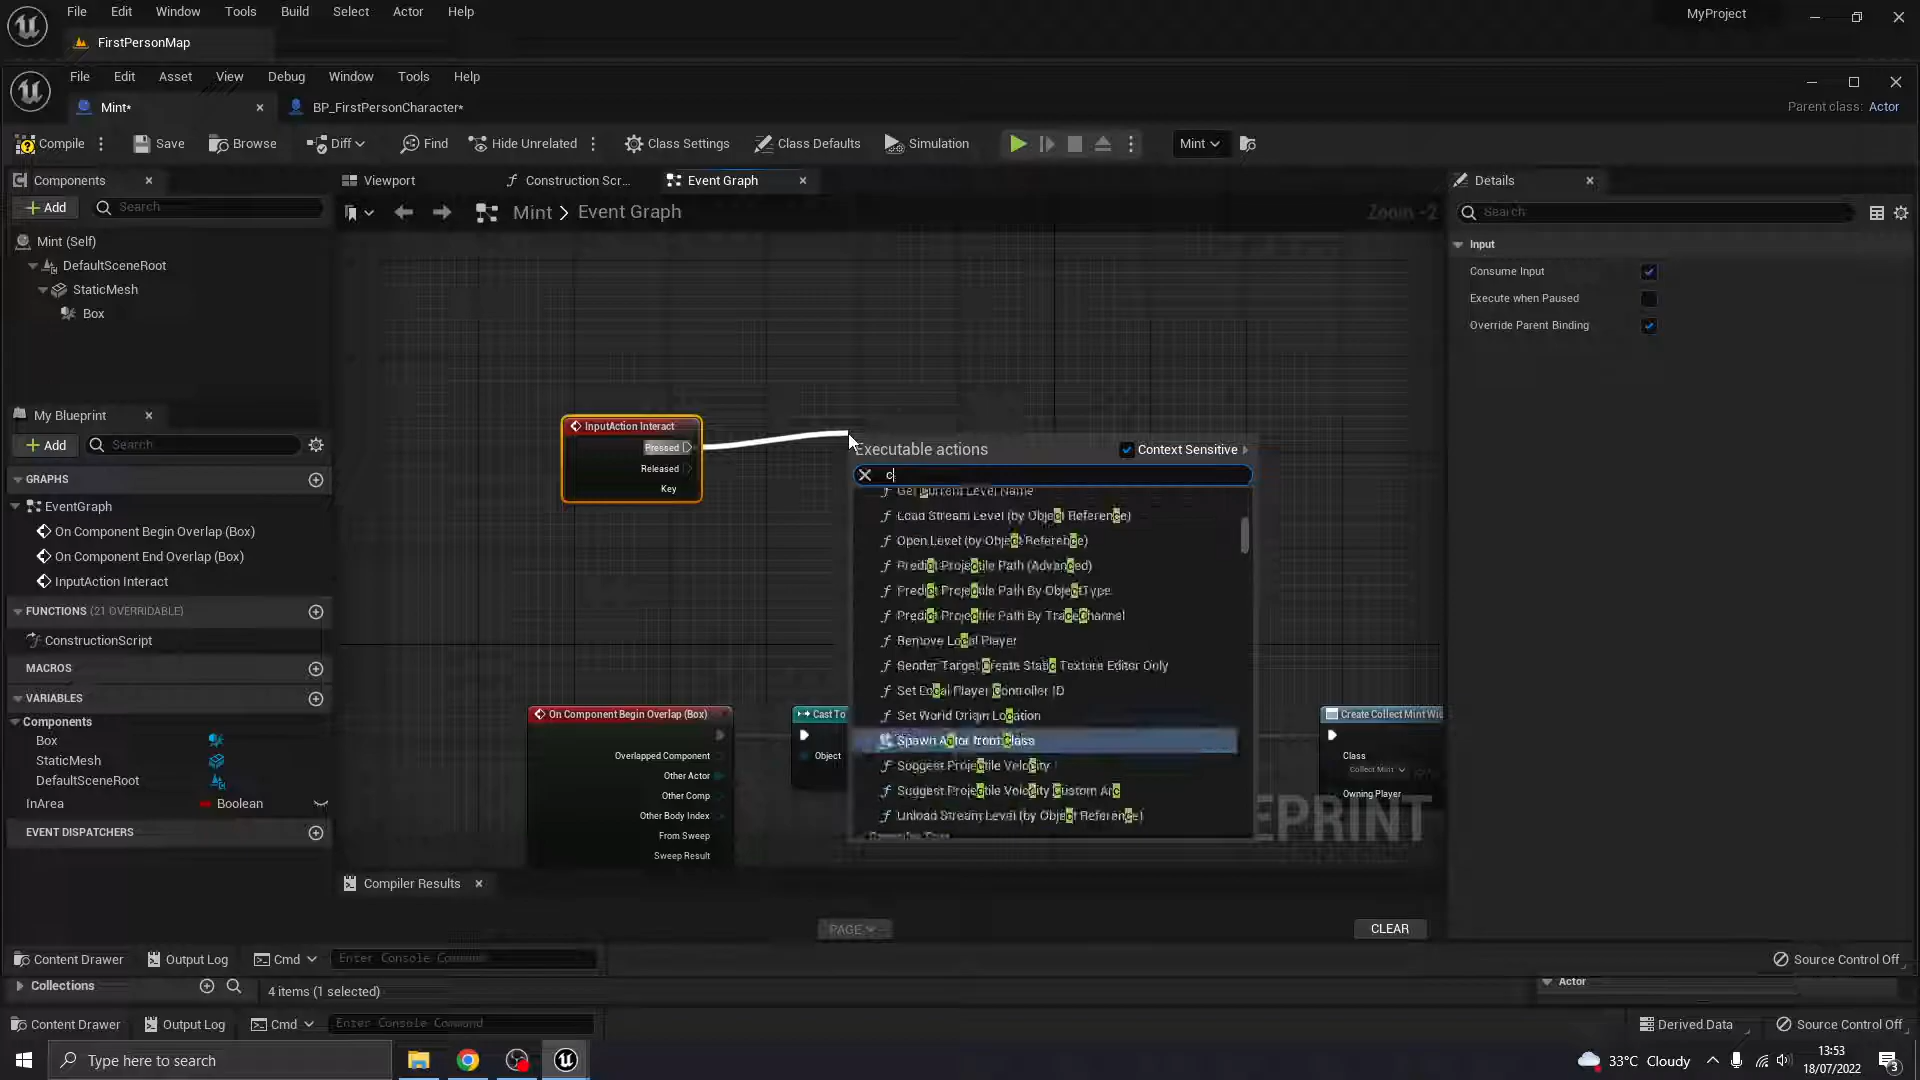 File Edit Window Tools Build Select Actor Help
MyProject
FirstPersonMap
File Edit Asset View Debug Window Tools Help
Mint*
BP_FirstPersonCharacter*
Parent class: Actor
Compile
Save
Browse
Diff
Find
Hide Unrelated
Class Settings
Class Defaults
Simulation
Mint
Components
Viewport
Construction Scr...
Event Graph
Details
Add
Search
Mint > Event Graph
Zoom -2
Search
Mint (Self)
DefaultSceneRoot
StaticMesh
Box
Input
Consume Input
Execute when Paused
Override Parent Binding
My Blueprint
Add
Search
GRAPHS
EventGraph
On Component Begin Overlap (Box)
On Component End Overlap (Box)
InputAction Interact
FUNCTIONS (21 OVERRIDABLE)
ConstructionScript
MACROS
VARIABLES
Components
Box
StaticMesh
DefaultSceneRoot
InArea
Boolean
EVENT DISPATCHERS
InputAction Interact
Pressed
Released
Key
Executable actions
Context Sensitive
c
Get Current Level Name
Load Stream Level (by Object Reference)
Open Level (by Object Reference)
Predict Projectile Path (Advanced)
Predict Projectile Path By ObjectType
Predict Projectile Path By TraceChannel
Remove Local Player
Render Target Create Static Texture Editor Only
Set Local Player Controller ID
Set World Origin Location
Spawn Actor from Class
Suggest Projectile Velocity
Suggest Projectile Velocity Custom Arc
Unload Stream Level (by Object Reference)
On Component Begin Overlap (Box)
Overlapped Component
Other Actor
Other Comp
Other Body Index
From Sweep
Sweep Result
Cast To
Object
Create Collect Mint Wid
Class
Collect Mint
Owning Player
EPRINT
Compiler Results
PAGE
CLEAR
Content Drawer
Output Log
Cmd
Enter Console Command
Source Control Off
Collections
4 items (1 selected)
Actor
Content Drawer
Output Log
Cmd
Enter Console Command
Derived Data
Source Control Off
Type here to search
33°C Cloudy
13:53
18/07/2022
3